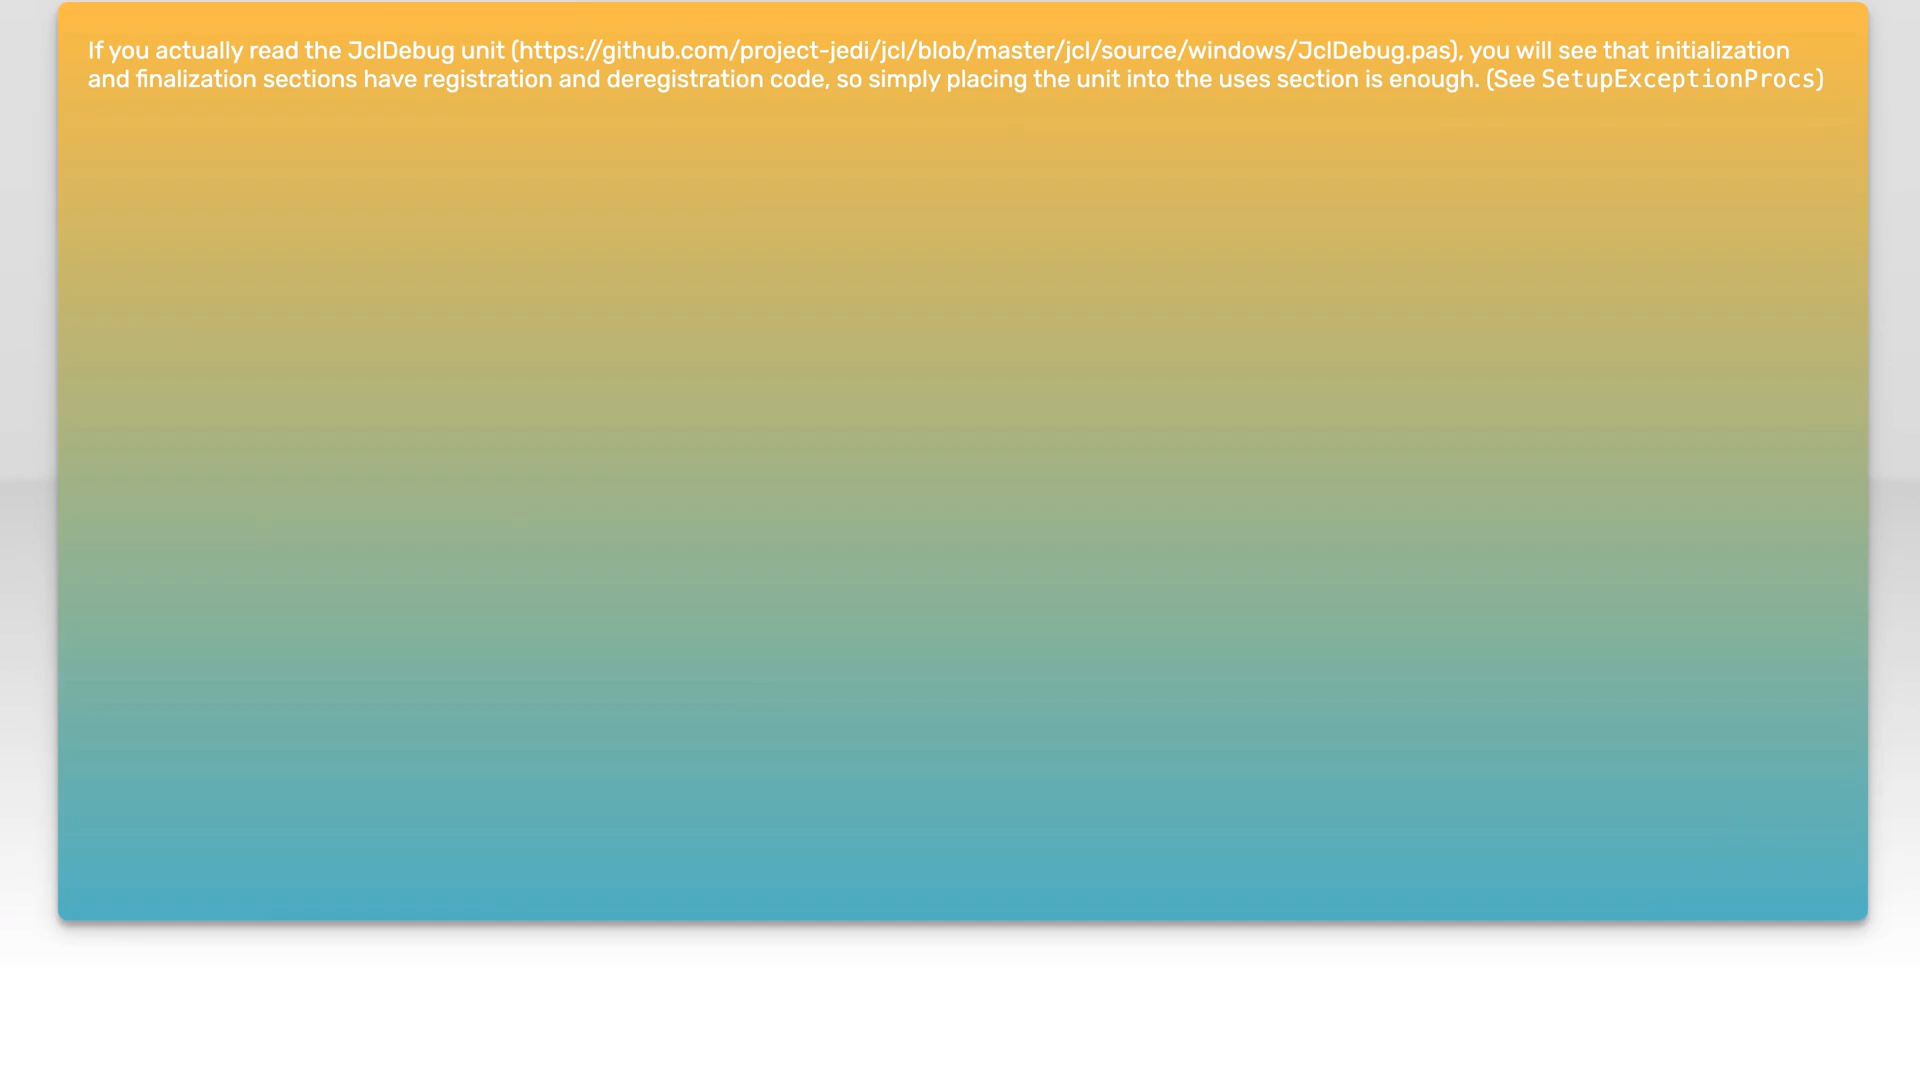 If you actually read the JclDebug unit (https://github.com/project-jedi/jcl/blob/master/jcl/source/windows/JclDebug.pas), you will see that initialization
and finalization sections have registration and deregistration code, so simply placing the unit into the uses section is enough. (See SetupExceptionProcs)